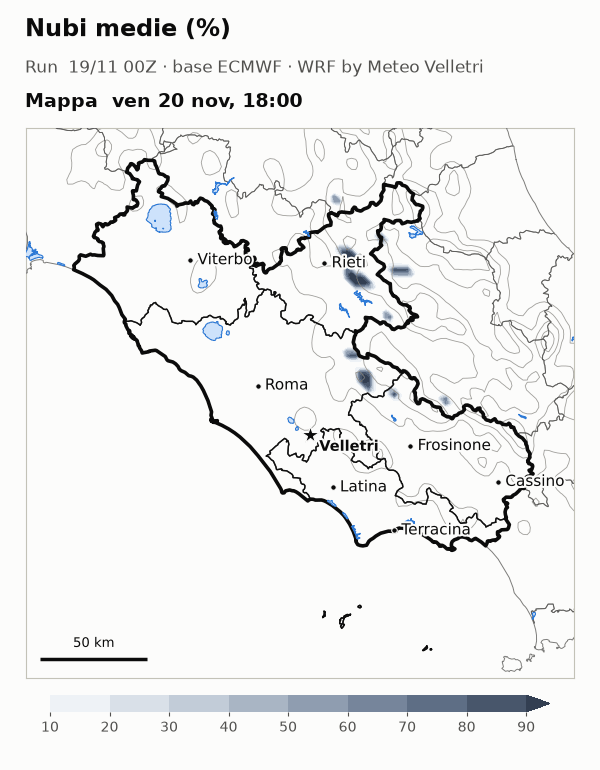 Nubi medie (%)
Run  19/11 00Z · base ECMWF · WRF by Meteo Velletri
Mappa  ven 20 nov, 18:00
Viterbo
Rieti
Roma
Velletri
Frosinone
Latina
Cassino
Terracina
50 km
10 20 30 40 50 60 70 80 90